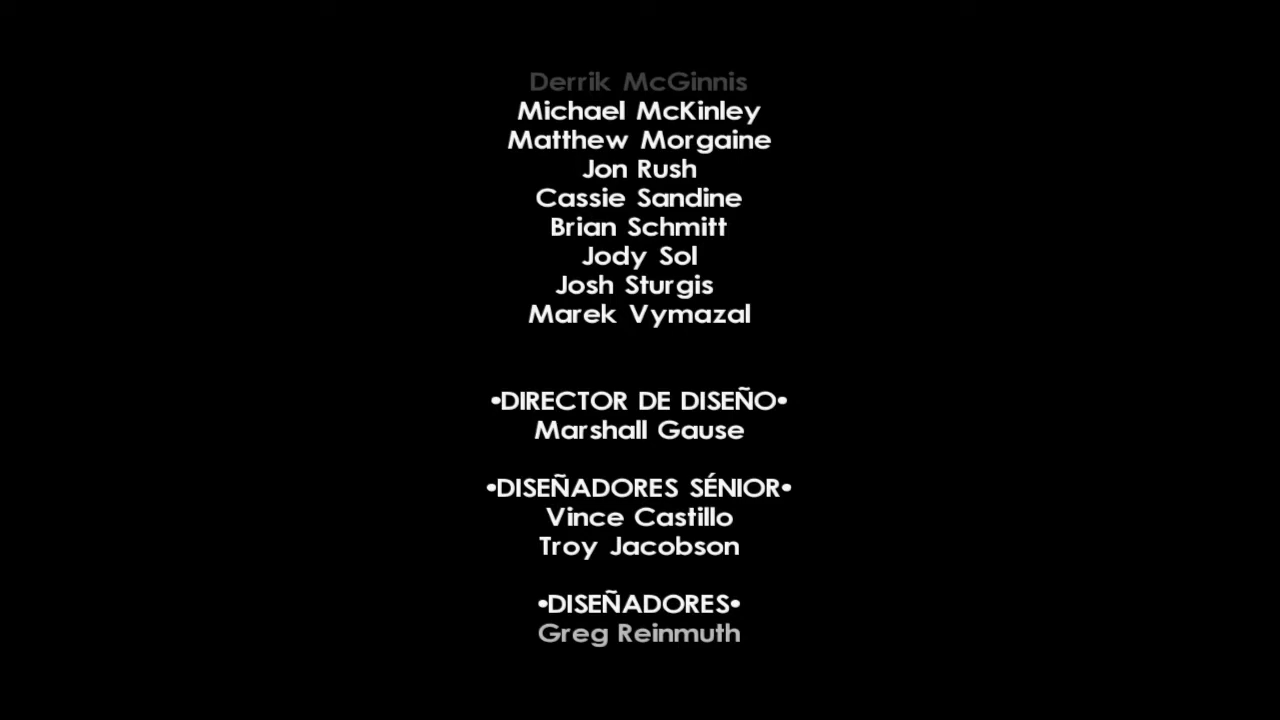 Derrik McGinnis
Michael McKinley
Matthew Morgaine
Jon Rush
Cassie Sandine
Brian Schmitt
Jody Sol
Josh Sturgis
Marek Vymazal
•DIRECTOR DE DISEÑO•
Marshall Gause
•DISEÑADORES SÉNIOR•
Vince Castillo
Troy Jacobson
•DISEÑADORES•
Greg Reinmuth